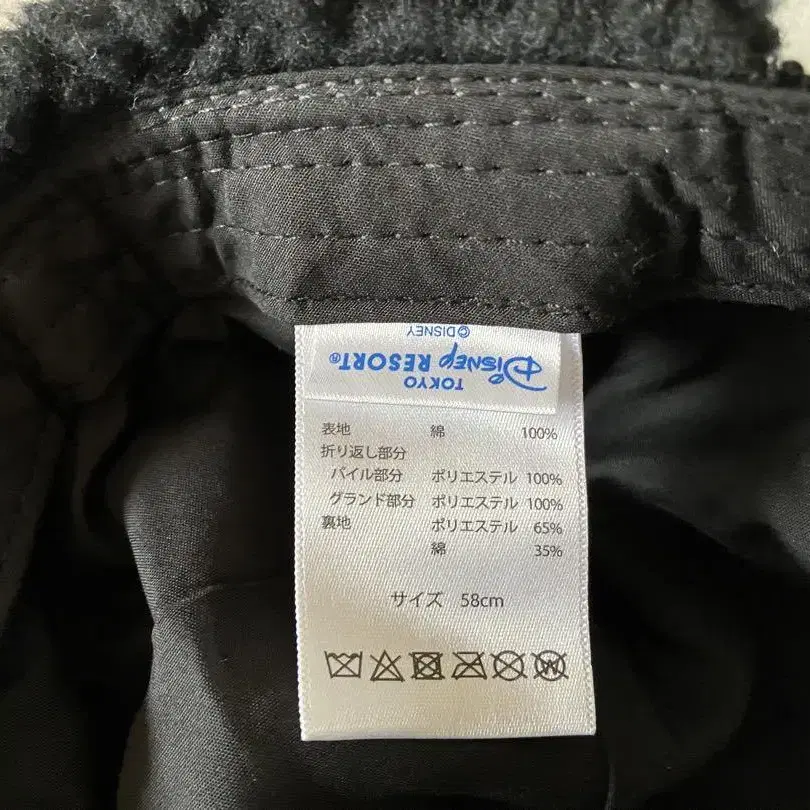 ©DISNEY
DISNEY RESORT®
TOKYO
表地 綿 100%
折り返し部分
パイル部分 ポリエステル 100%
グランド部分 ポリエステル 100%
裏地 ポリエステル 65%
綿 35%
サイズ 58cm
W